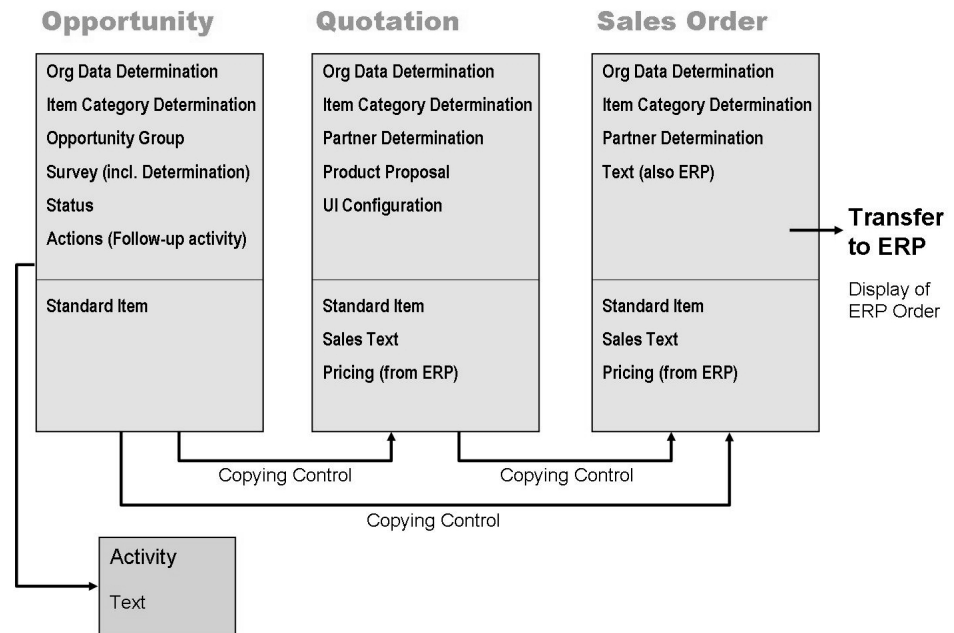 Opportunity
Org Data Determination
Item Category Determination
Opportunity Group
Survey (incl. Determination)
Status
Actions (Follow-up activity)
Standard Item
Quotation
Org Data Determination
Item Category Determination
Partner Determination
Product Proposal
UI Configuration
Standard Item
Sales Text
Pricing (from ERP)
Sales Order
Org Data Determination
Item Category Determination
Partner Determination
Text (also ERP)
Standard Item
Sales Text
Pricing (from ERP)
Transfer
to ERP
Display of
ERP Order
Copying Control
Copying Control
Copying Control
Activity
Text